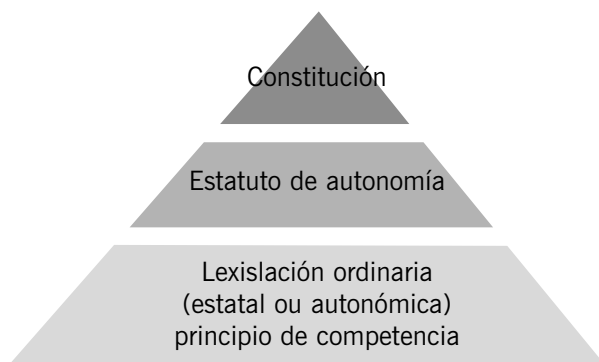 Constitución
Estatuto de autonomía
Lexislación ordinaria
(estatal ou autonómica)
principio de competencia